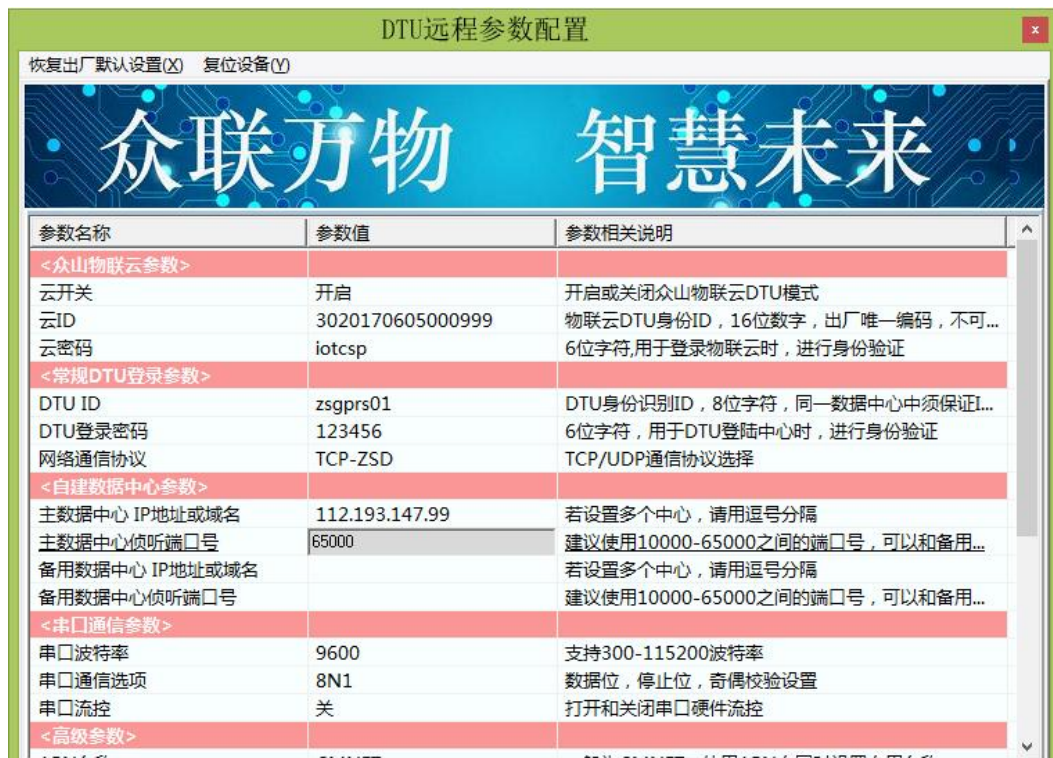 DTU远程参数配置
x
恢复出厂默认设置(X) 复位设备(Y)
众联万物 智慧未来
参数名称 参数值 参数相关说明
<众山物联云参数>
云开关 开启 开启或关闭众山物联云DTU模式
云ID 3020170605000999 物联云DTU身份ID，16位数字，出厂唯一编码，不可...
云密码 iotcsp 6位字符,用于登录物联云时，进行身份验证
<常规DTU登录参数>
DTU ID zsgprs01 DTU身份识别ID，8位字符，同一数据中心中须保证I...
DTU登录密码 123456 6位字符，用于DTU登陆中心时，进行身份验证
网络通信协议 TCP-ZSD TCP/UDP通信协议选择
<自建数据中心参数>
主数据中心 IP地址或域名 112.193.147.99 若设置多个中心，请用逗号分隔
主数据中心侦听端口号 65000 建议使用10000-65000之间的端口号，可以和备用...
备用数据中心 IP地址或域名 若设置多个中心，请用逗号分隔
备用数据中心侦听端口号 建议使用10000-65000之间的端口号，可以和备用...
<串口通信参数>
串口波特率 9600 支持300-115200波特率
串口通信选项 8N1 数据位，停止位，奇偶校验设置
串口流控 关 打开和关闭串口硬件流控
<高级参数>